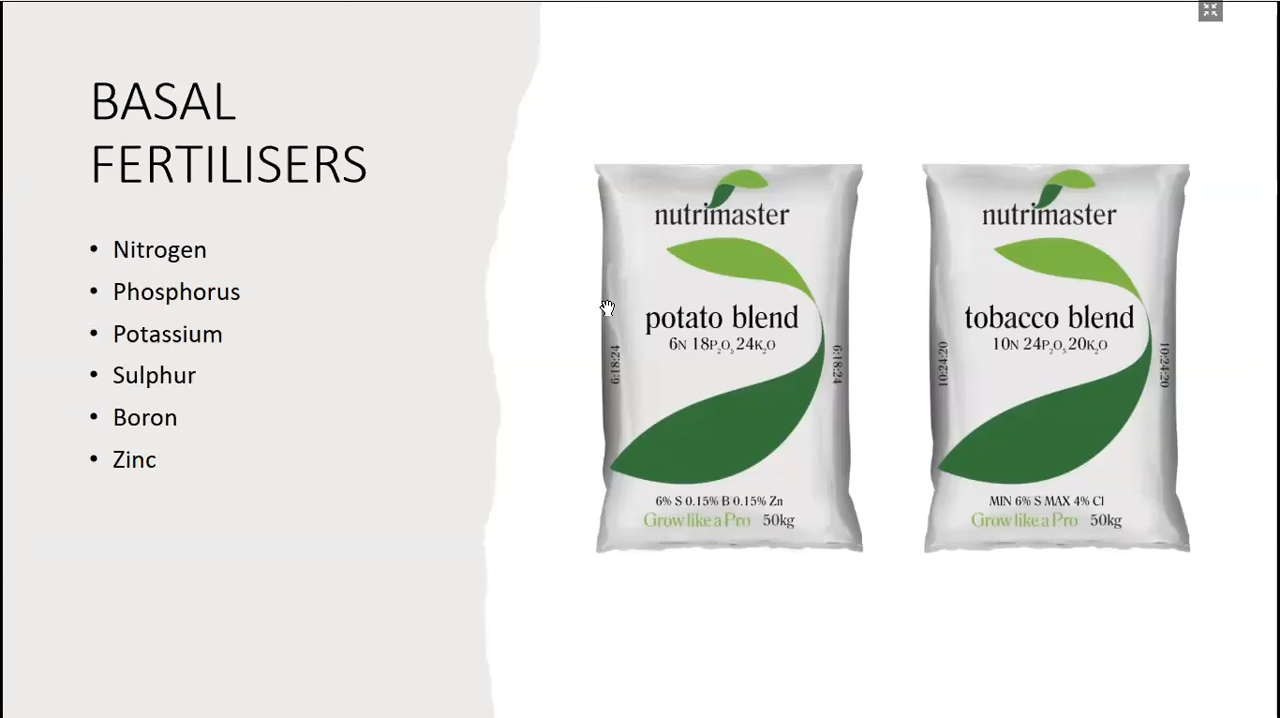 BASAL
FERTILISERS
• Nitrogen
• Phosphorus
• Potassium
• Sulphur
• Boron
• Zinc
nutrimaster
potato blend
6N 18P₂O₅ 24K₂O
6:18:24
6:18:24
6% S 0.15% B 0.15% Zn
Grow like a Pro 50kg
nutrimaster
tobacco blend
10N 24P₂O₅ 20K₂O
10:24:20
10:24:20
MIN 6% S MAX 4% Cl
Grow like a Pro 50kg